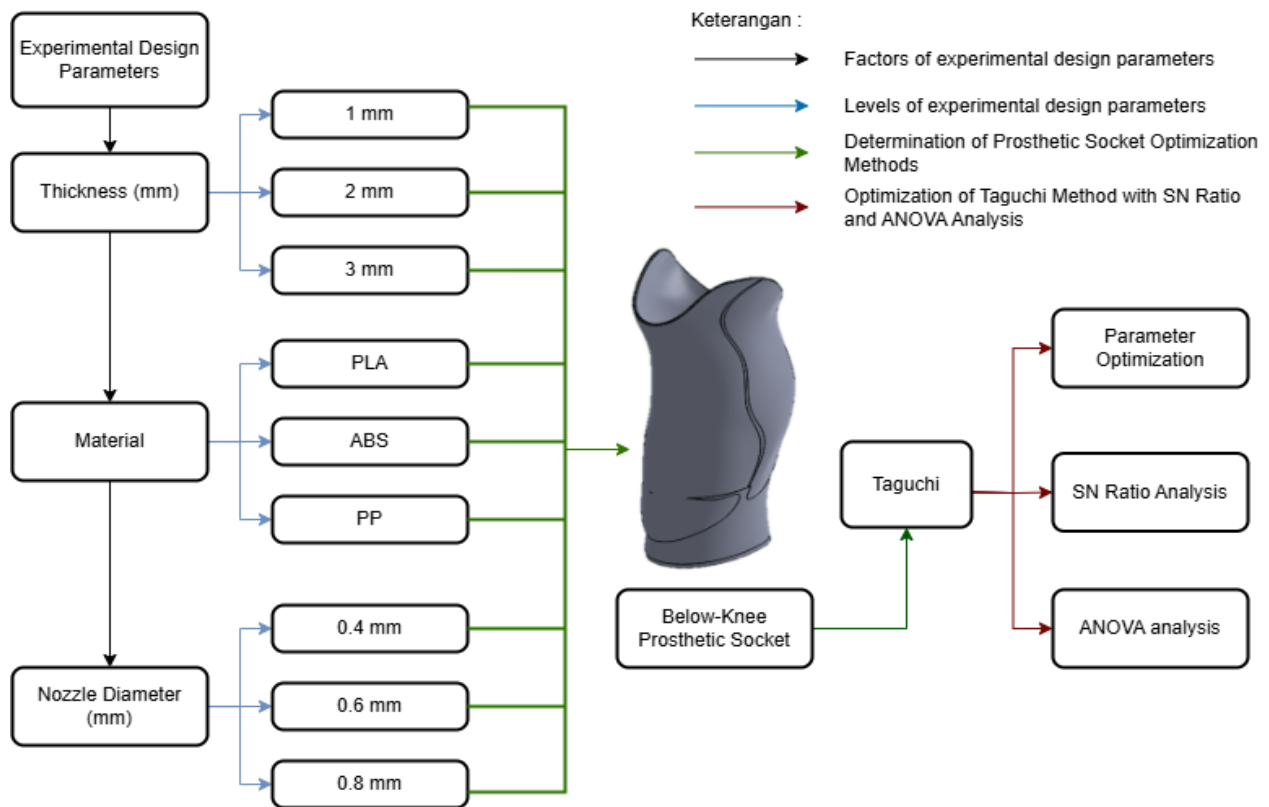 Experimental Design
Parameters
Thickness (mm)
Material
Nozzle Diameter
(mm)
1 mm
2 mm
3 mm
PLA
ABS
PP
0.4 mm
0.6 mm
0.8 mm
Keterangan :
Factors of experimental design parameters
Levels of experimental design parameters
Determination of Prosthetic Socket Optimization
Methods
Optimization of Taguchi Method with SN Ratio
and ANOVA Analysis
Below-Knee
Prosthetic Socket
Taguchi
Parameter
Optimization
SN Ratio Analysis
ANOVA analysis